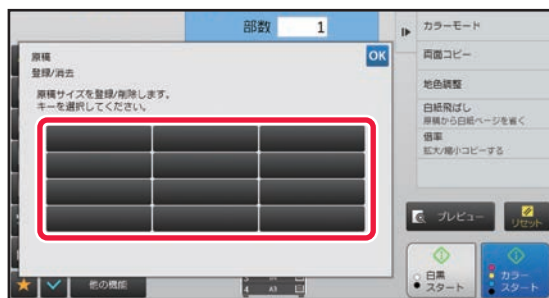 部数 1
カラーモード
両面コピー
地色調整
白紙飛ばし
原稿から白紙ページを省く
倍率
拡大/縮小コピーする
原稿
OK
登録/消去
原稿サイズを登録/削除します。
キーを選択してください。
プレビュー
リセット
白黒
スタート
カラー
スタート
他の機能
4 A3